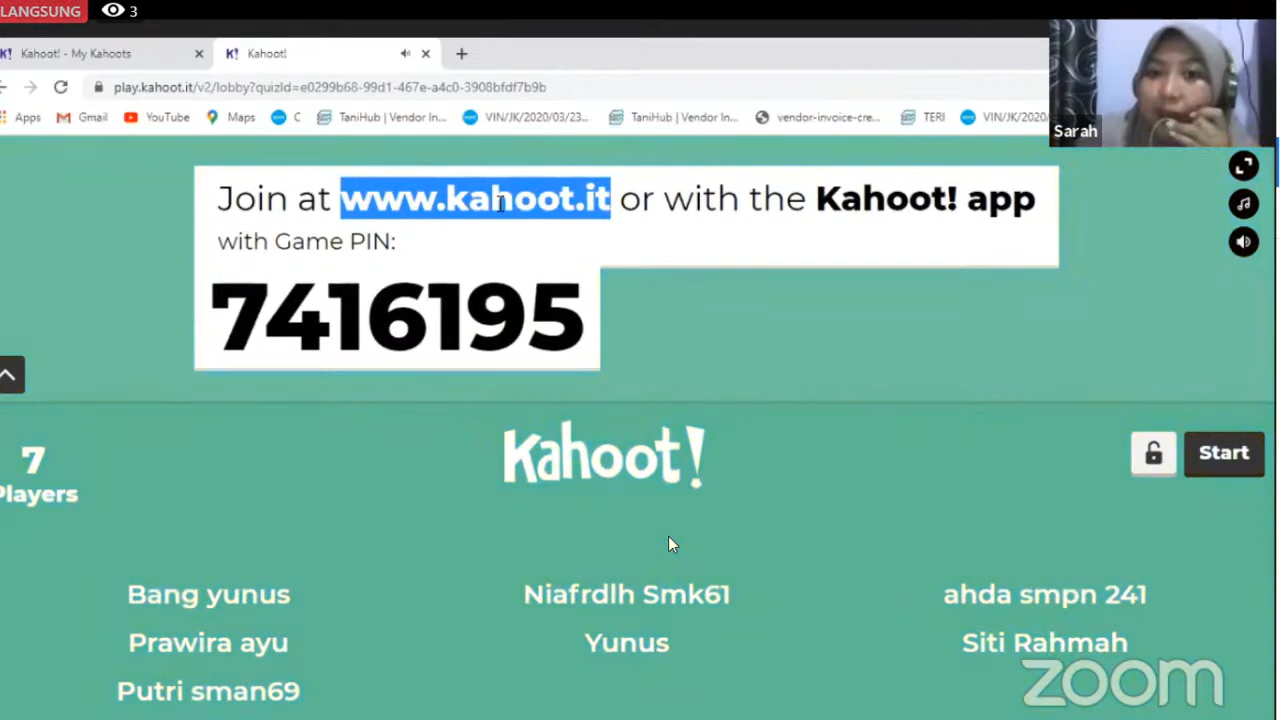 LANGSUNG 3
K! Kahoot! - My Kahoots K! Kahoot!
play.kahoot.it/v2/lobby?quizId=e0299b68-99d1-467e-a4c0-3908bfdf7b9b
Apps Gmail YouTube Maps C TaniHub | Vendor In... VIN/JK/2020/03/23... TaniHub | Vendor In... vendor-invoice-cre... TERI VIN/JK/2020/
Sarah
Join at www.kahoot.it or with the Kahoot! app
with Game PIN:
7416195
7
Players
Kahoot!
Start
Bang yunus Niafrdlh Smk61 ahda smpn 241
Prawira ayu Yunus Siti Rahmah
Putri sman69
zoom